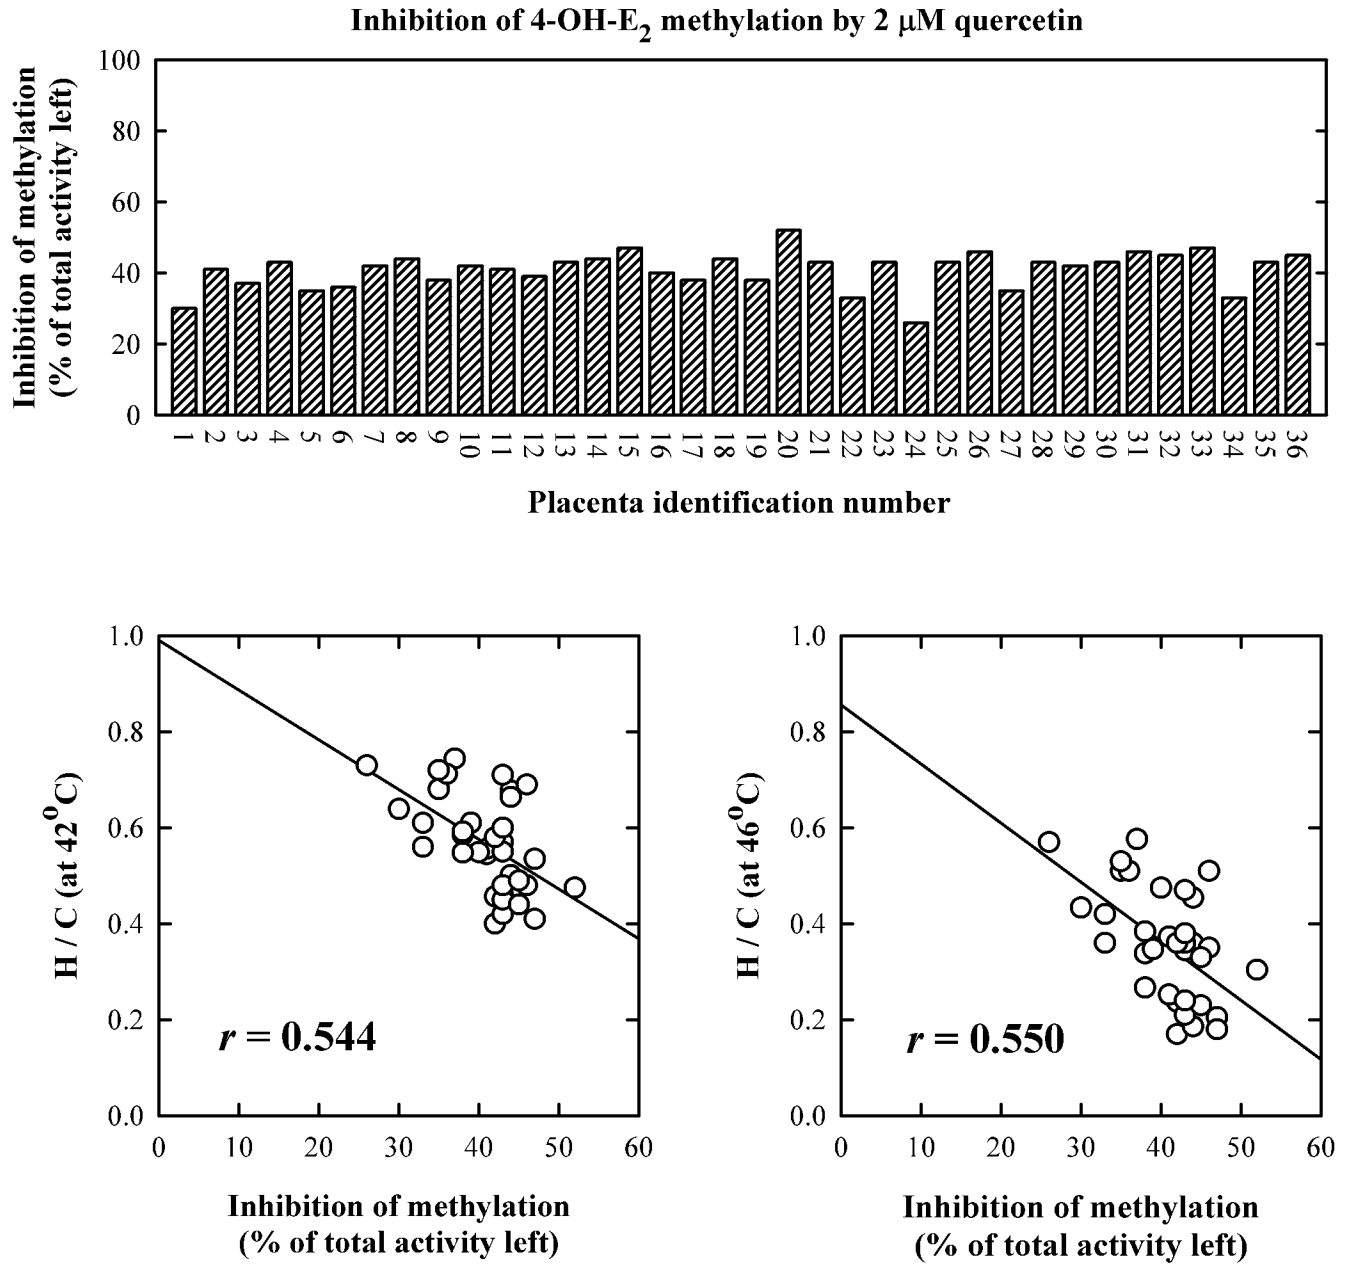 Inhibition of 4-OH-E2 methylation by 2 μM quercetin
Inhibition of methylation
(% of total activity left)
100
80
60
40
20
0
1 2 3 4 5 6 7 8 9 10 11 12 13 14 15 16 17 18 19 20 21 22 23 24 25 26 27 28 29 30 31 32 33 34 35 36
Placenta identification number
H / C (at 42°C)
1.0
0.8
0.6
0.4
0.2
0.0
r = 0.544
0 10 20 30 40 50 60
Inhibition of methylation
(% of total activity left)
H / C (at 46°C)
1.0
0.8
0.6
0.4
0.2
0.0
r = 0.550
0 10 20 30 40 50 60
Inhibition of methylation
(% of total activity left)